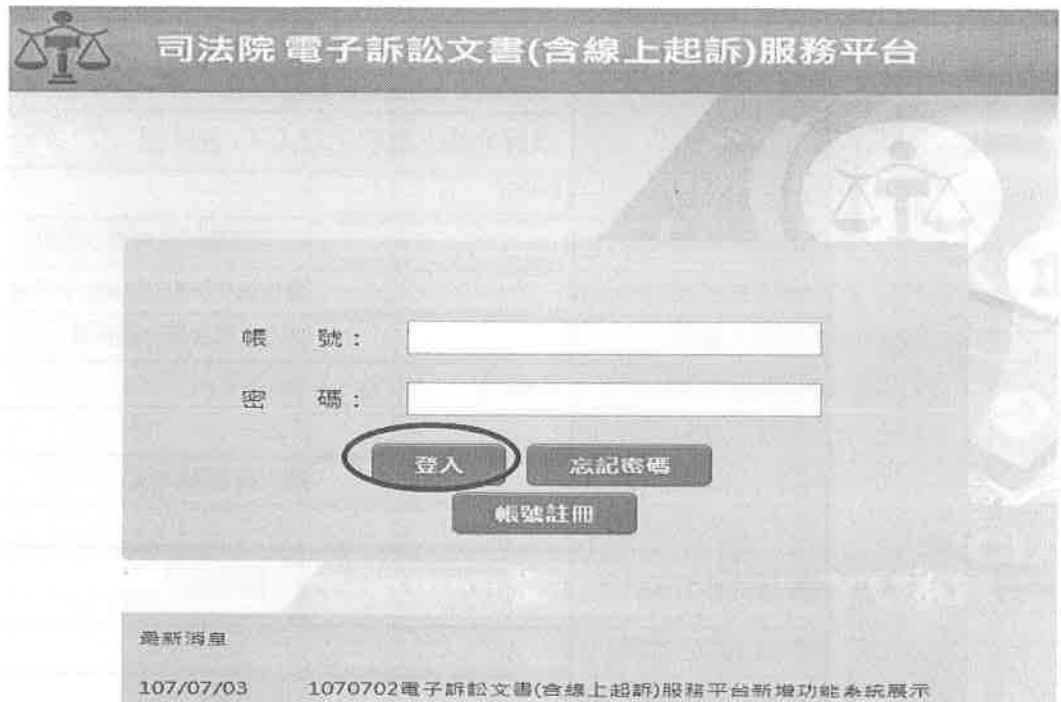 司法院 電子訴訟文書(含線上起訴)服務平台
帳 號：
密 碼：
登入 忘記密碼
帳號註冊
最新消息
107/07/03 1070702電子訴訟文書(含線上起訴)服務平台新增功能系統展示